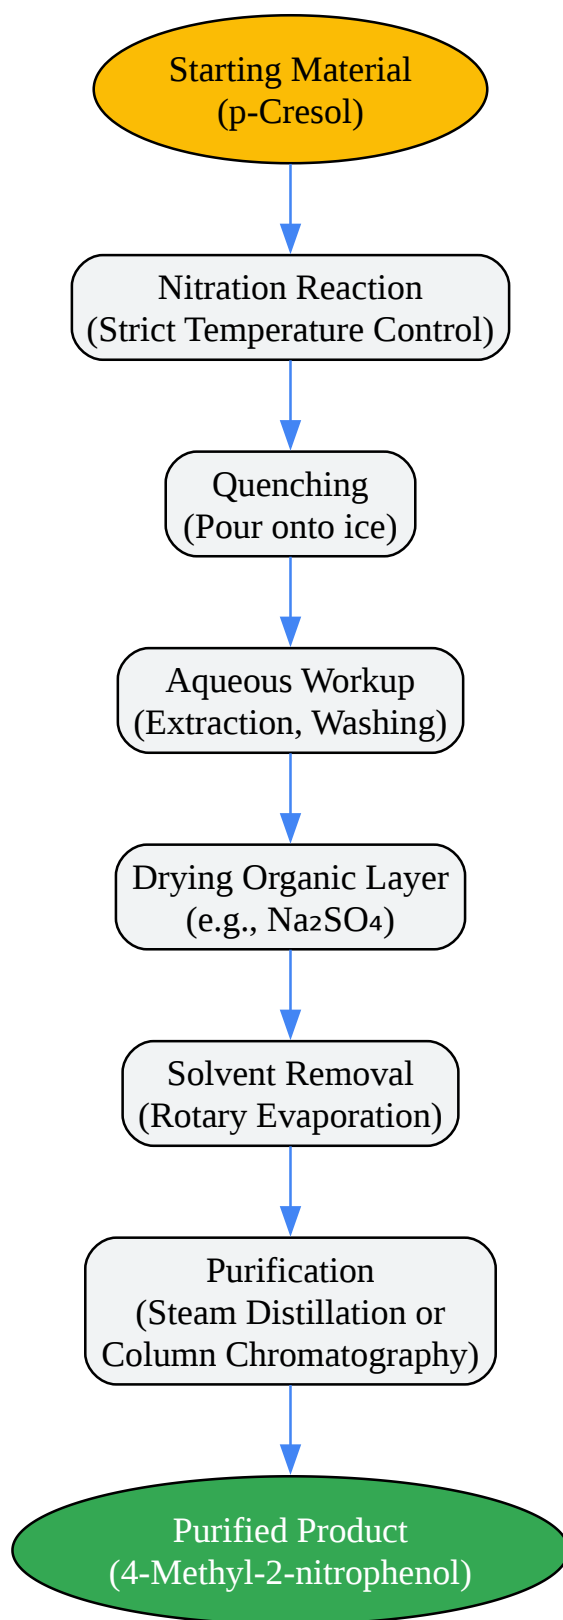 Starting Material
(p-Cresol)
Nitration Reaction
(Strict Temperature Control)
Quenching
(Pour onto ice)
Aqueous Workup
(Extraction, Washing)
Drying Organic Layer
(e.g., Na₂SO₄)
Solvent Removal
(Rotary Evaporation)
Purification
(Steam Distillation or
Column Chromatography)
Purified Product
(4-Methyl-2-nitrophenol)